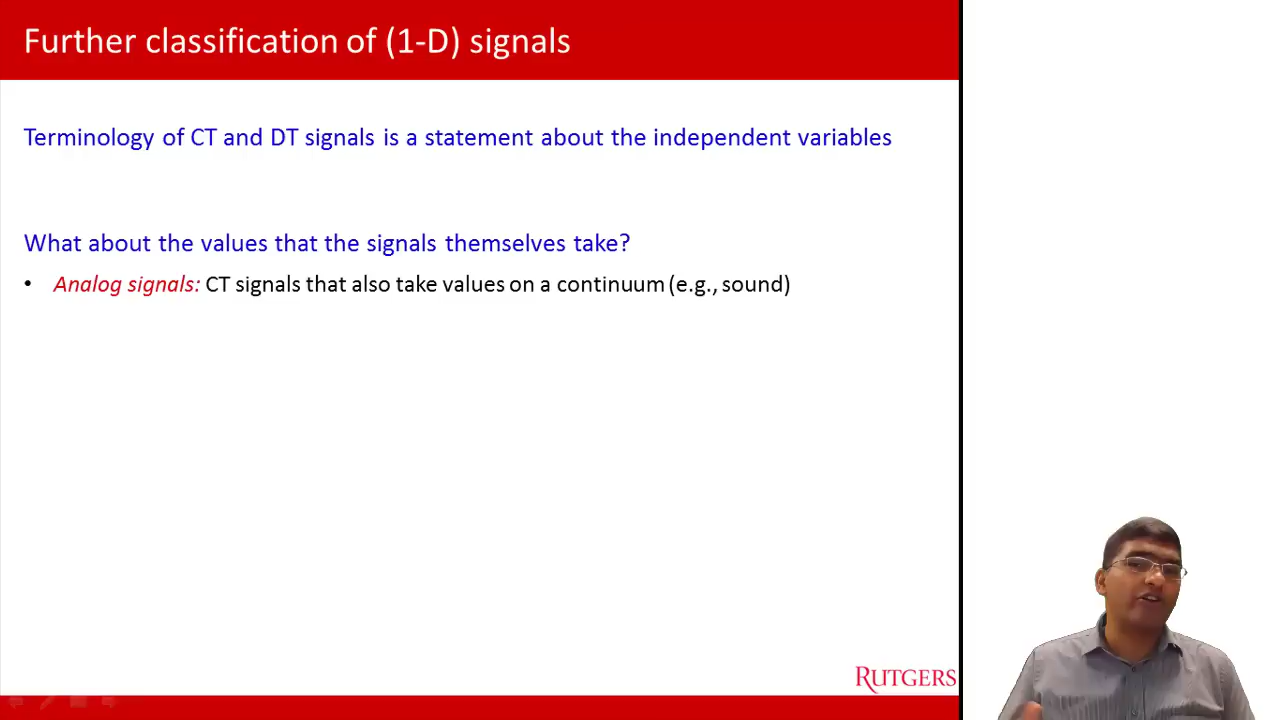 Further classification of (1-D) signals
Terminology of CT and DT signals is a statement about the independent variables
What about the values that the signals themselves take?
• Analog signals: CT signals that also take values on a continuum (e.g., sound)
RUTGERS